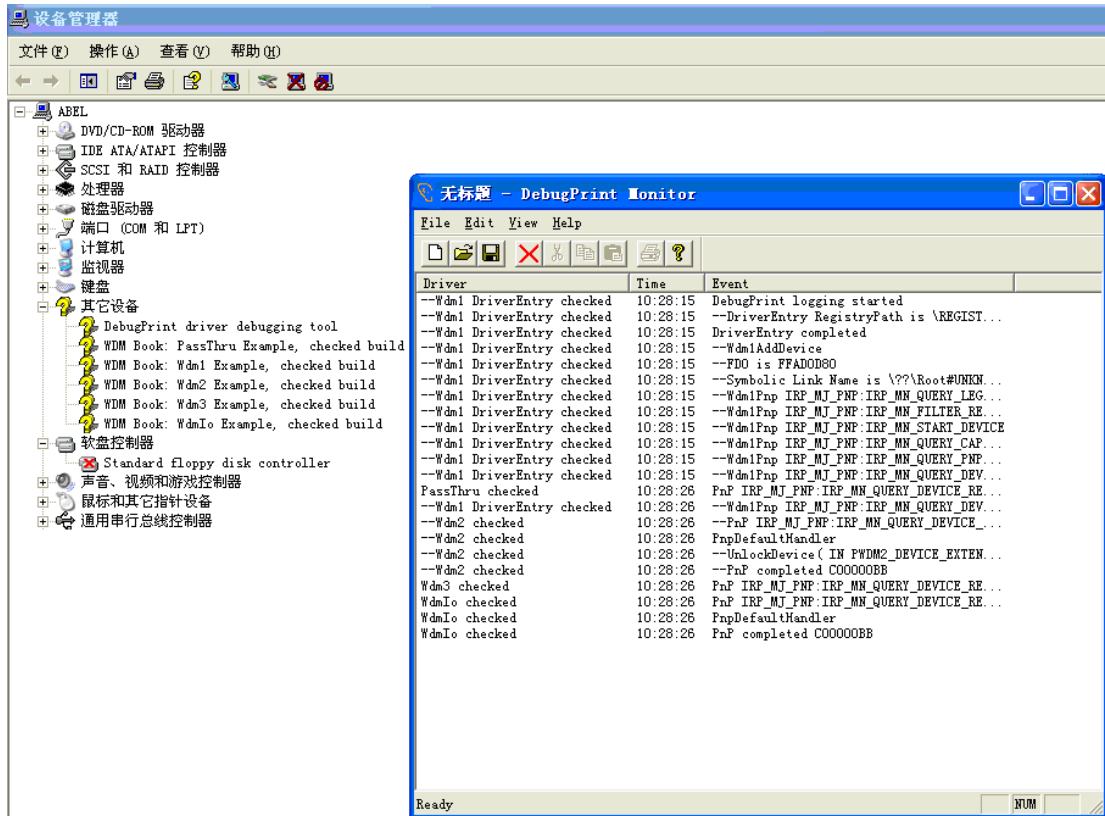 设备管理器
文件(F) 操作(A) 查看(V) 帮助(H)
ABEL
DVD/CD-ROM 驱动器
IDE ATA/ATAPI 控制器
SCSI 和 RAID 控制器
处理器
磁盘驱动器
端口 (COM 和 LPT)
计算机
监视器
键盘
其它设备
DebugPrint driver debugging tool
WDM Book: PassThru Example, checked build
WDM Book: Wdm1 Example, checked build
WDM Book: Wdm2 Example, checked build
WDM Book: Wdm3 Example, checked build
WDM Book: WdmIo Example, checked build
软盘控制器
Standard floppy disk controller
声音、视频和游戏控制器
鼠标和其它指针设备
通用串行总线控制器
无标题 - DebugPrint Monitor
File Edit View Help
Driver Time Event
--Wdm1 DriverEntry checked 10:28:15 DebugPrint logging started
--Wdm1 DriverEntry checked 10:28:15 --DriverEntry RegistryPath is \REGIST...
--Wdm1 DriverEntry checked 10:28:15 DriverEntry completed
--Wdm1 DriverEntry checked 10:28:15 --Wdm1AddDevice
--Wdm1 DriverEntry checked 10:28:15 --FDO is FFADOD80
--Wdm1 DriverEntry checked 10:28:15 --Symbolic Link Name is \??\Root#UNKN...
--Wdm1 DriverEntry checked 10:28:15 --Wdm1Pnp IRP_MJ_PNP:IRP_MN_QUERY_LEG...
--Wdm1 DriverEntry checked 10:28:15 --Wdm1Pnp IRP_MJ_PNP:IRP_MN_FILTER_RE...
--Wdm1 DriverEntry checked 10:28:15 --Wdm1Pnp IRP_MJ_PNP:IRP_MN_START_DEVICE
--Wdm1 DriverEntry checked 10:28:15 --Wdm1Pnp IRP_MJ_PNP:IRP_MN_QUERY_CAP...
--Wdm1 DriverEntry checked 10:28:15 --Wdm1Pnp IRP_MJ_PNP:IRP_MN_QUERY_PNP...
--Wdm1 DriverEntry checked 10:28:15 --Wdm1Pnp IRP_MJ_PNP:IRP_MN_QUERY_DEV...
PassThru checked 10:28:26 PnP IRP_MJ_PNP:IRP_MN_QUERY_DEVICE_RE...
--Wdm1 DriverEntry checked 10:28:26 --Wdm1Pnp IRP_MJ_PNP:IRP_MN_QUERY_DEV...
--Wdm2 checked 10:28:26 --PnP IRP_MJ_PNP:IRP_MN_QUERY_DEVICE_...
--Wdm2 checked 10:28:26 PnpDefaultHandler
--Wdm2 checked 10:28:26 --UnlockDevice( IN PWDM2_DEVICE_EXTEN...
--Wdm2 checked 10:28:26 --PnP completed C00000BB
Wdm3 checked 10:28:26 PnP IRP_MJ_PNP:IRP_MN_QUERY_DEVICE_RE...
WdmIo checked 10:28:26 PnP IRP_MJ_PNP:IRP_MN_QUERY_DEVICE_RE...
WdmIo checked 10:28:26 PnpDefaultHandler
WdmIo checked 10:28:26 PnP completed C00000BB
Ready NUM